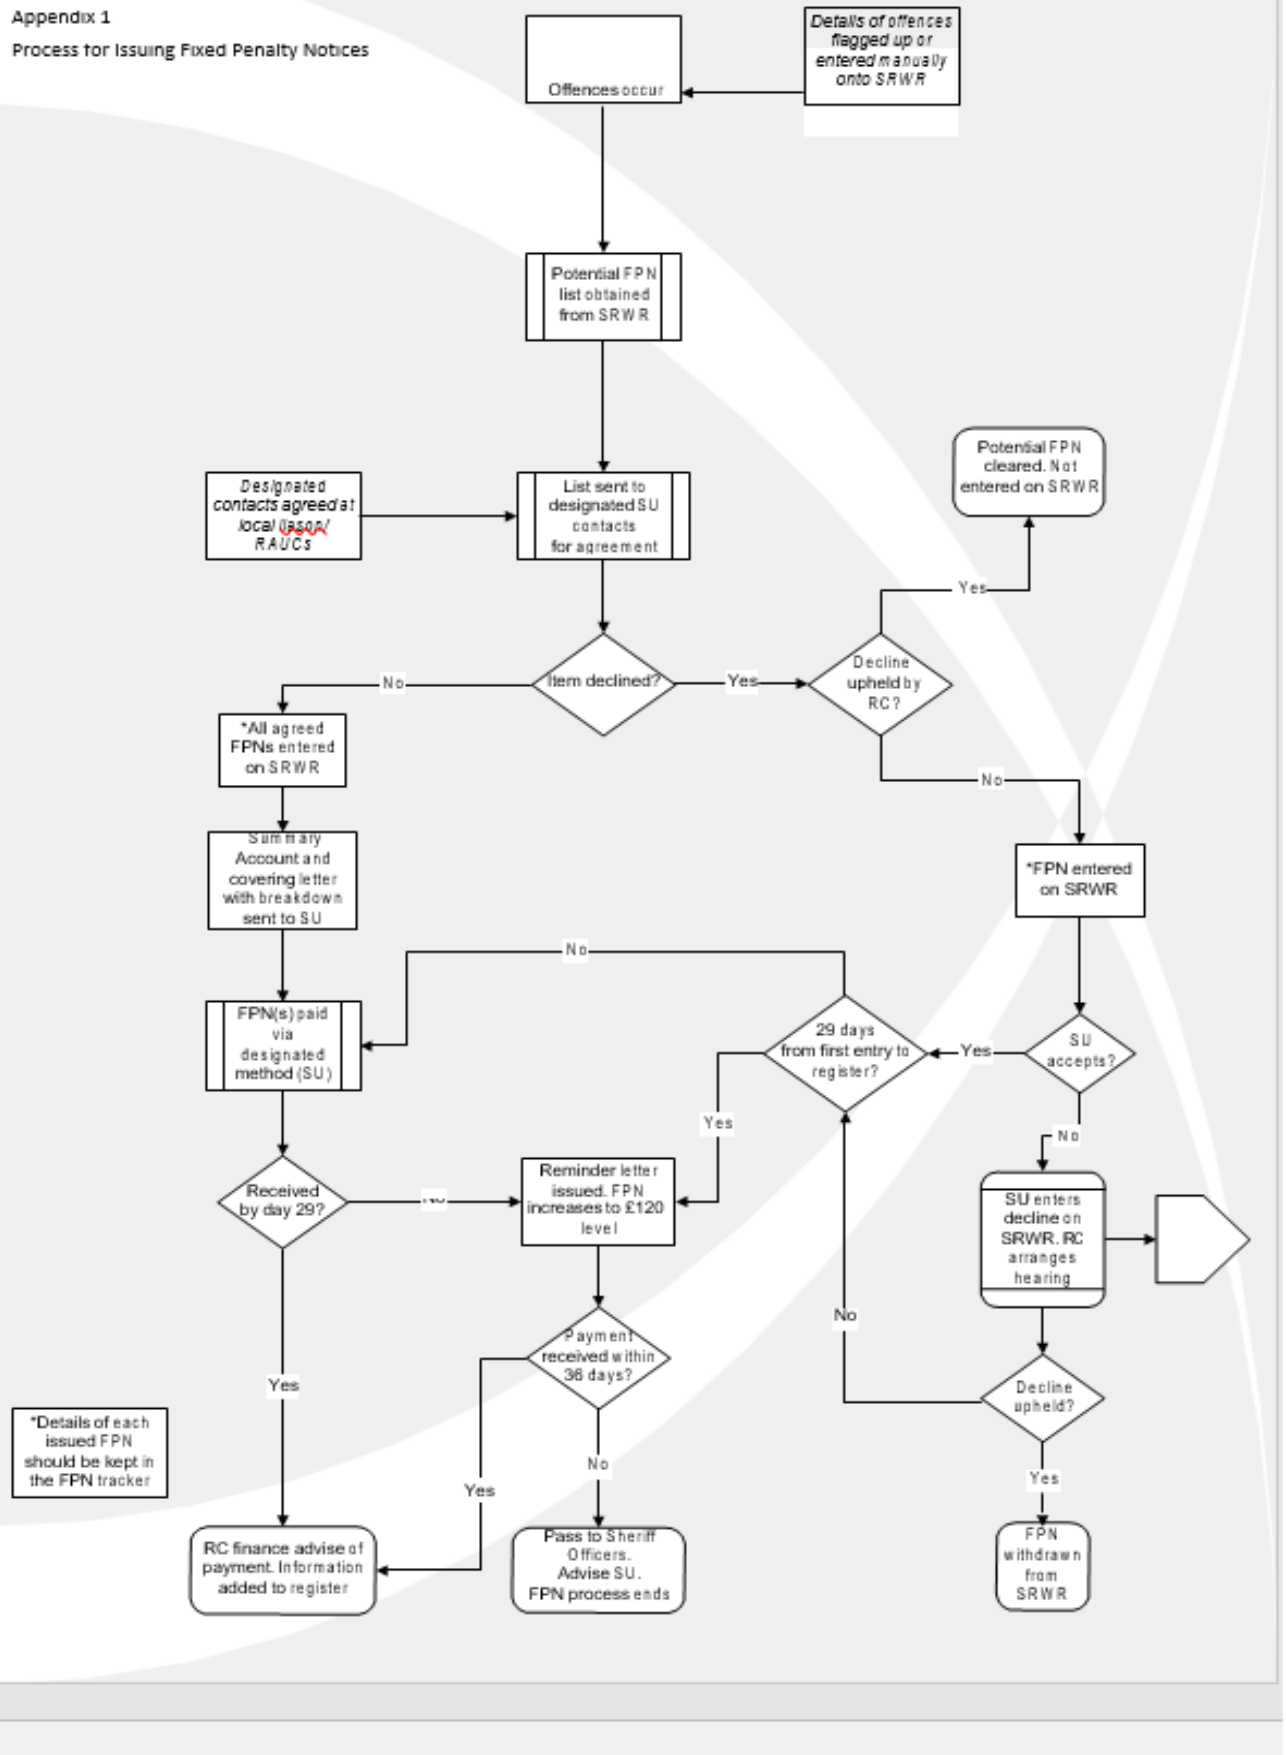 Appendix 1
Process for Issuing Fixed Penalty Notices
Details of offences
flagged up or
entered manually
onto SRWR
Offences occur
Potential FPN
list obtained
from SRWR
Designated
contacts agreed at
local liason/
RAUCs
List sent to
designated SU
contacts
for agreement
Potential FPN
cleared. Not
entered on SRWR
Yes
Item declined?
No
Yes
Decline
upheld by
RC?
No
*All agreed
FPNs entered
on SRWR
Summary
Account and
covering letter
with breakdown
sent to SU
*FPN entered
on SRWR
No
FPN(s) paid
via
designated
method (SU)
29 days
from first entry to
register?
Yes
SU
accepts?
Yes
No
Received
by day 29?
Reminder letter
issued. FPN
increases to £120
level
SU enters
decline on
SRWR. RC
arranges
hearing
No
Payment
received within
36 days?
Yes
Decline
upheld?
*Details of each
issued FPN
should be kept in
the FPN tracker
No
Yes
Yes
RC finance advise of
payment. Information
added to register
Pass to Sheriff
Officers.
Advise SU.
FPN process ends
FPN
withdrawn
from
SRWR